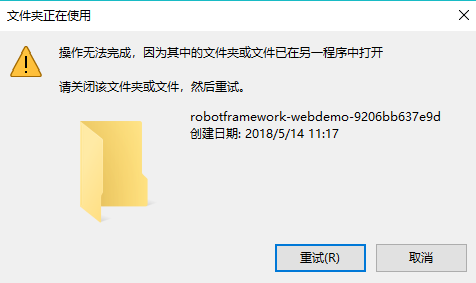 文件夹正在使用
操作无法完成，因为其中的文件夹或文件已在另一程序中打开
请关闭该文件夹或文件，然后重试。
robotframework-webdemo-9206bb637e9d
创建日期: 2018/5/14 11:17
重试(R)
取消